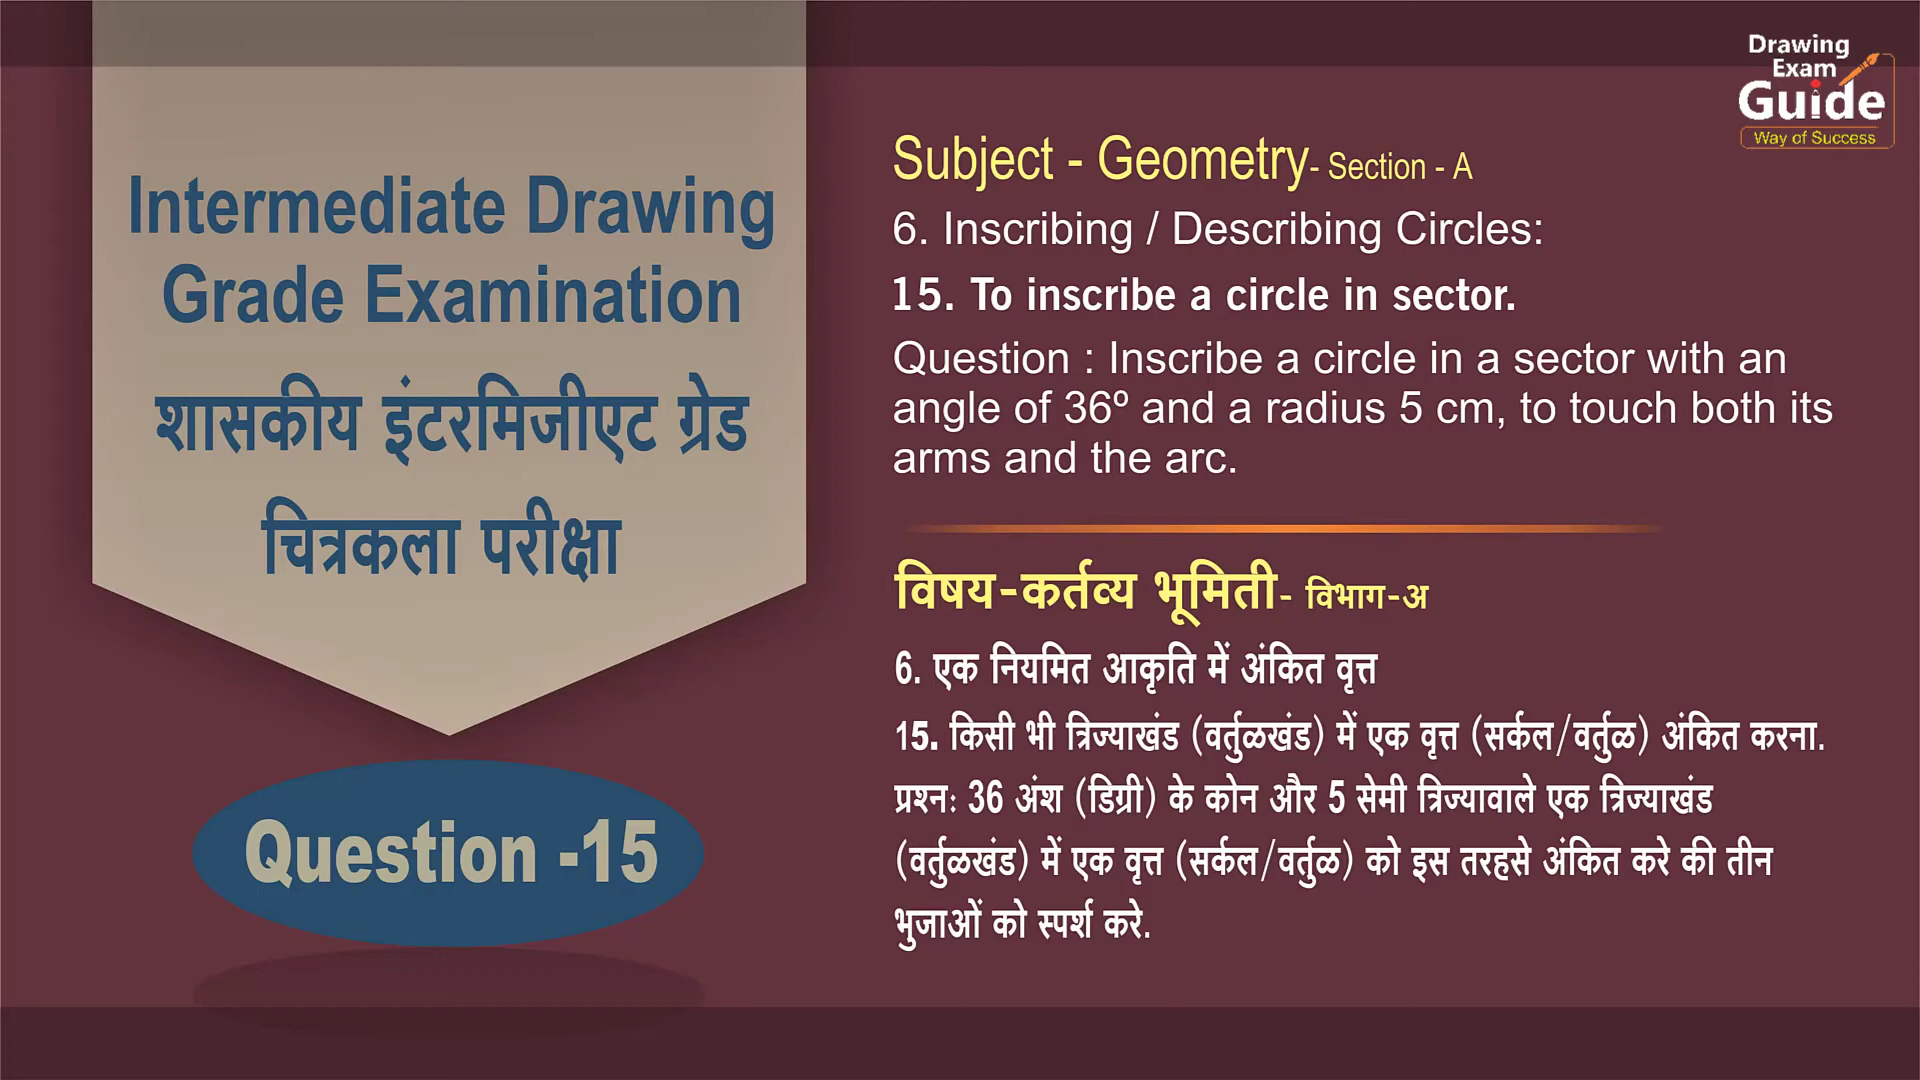 Drawing
Exam
Guide
Way of Success
Intermediate Drawing
Grade Examination
शासकीय इंटरमिजीएट ग्रेड
चित्रकला परीक्षा
Question -15
Subject - Geometry- Section - A
6. Inscribing / Describing Circles:
15. To inscribe a circle in sector.
Question : Inscribe a circle in a sector with an
angle of 36º and a radius 5 cm, to touch both its
arms and the arc.
विषय-कर्तव्य भूमिती- विभाग-अ
6. एक नियमित आकृति में अंकित वृत्त
15. किसी भी त्रिज्याखंड (वर्तुळखंड) में एक वृत्त (सर्कल/वर्तुळ) अंकित करना.
प्रश्नः 36 अंश (डिग्री) के कोन और 5 सेमी त्रिज्यावाले एक त्रिज्याखंड
(वर्तुळखंड) में एक वृत्त (सर्कल/वर्तुळ) को इस तरहसे अंकित करे की तीन
भुजाओं को स्पर्श करे.